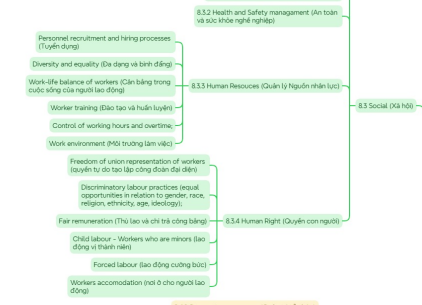 8.3.2 Health and Safety managament (An toàn
và sức khỏe nghề nghiệp)
Personnel recruitment and hiring processes
(Tuyển dụng)
Diversity and equality (Đa dạng và bình đẳng)
Work-life balance of workers (Cân bằng trong
cuộc sống của người lao động)
8.3.3 Human Resouces (Quản lý Nguồn nhân lực)
Worker training (Đào tạo và huấn luyện)
8.3 Social (Xã hội)
Control of working hours and overtime;
Work environment (Môi trường làm việc)
Freedom of union representation of workers
(quyền tự do tạo lập công đoàn đại diện)
Discriminatory labour practices (equal
opportunities in relation to gender, race,
religion, ethnicity, age, ideology);
Fair remuneration (Thù lao và chi trả công bằng)
8.3.4 Human Right (Quyền con người)
Child labour - Workers who are minors (lao
động vị thành niên)
Forced labour (lao động cưỡng bức)
Workers accomodation (nơi ở cho người lao
động)